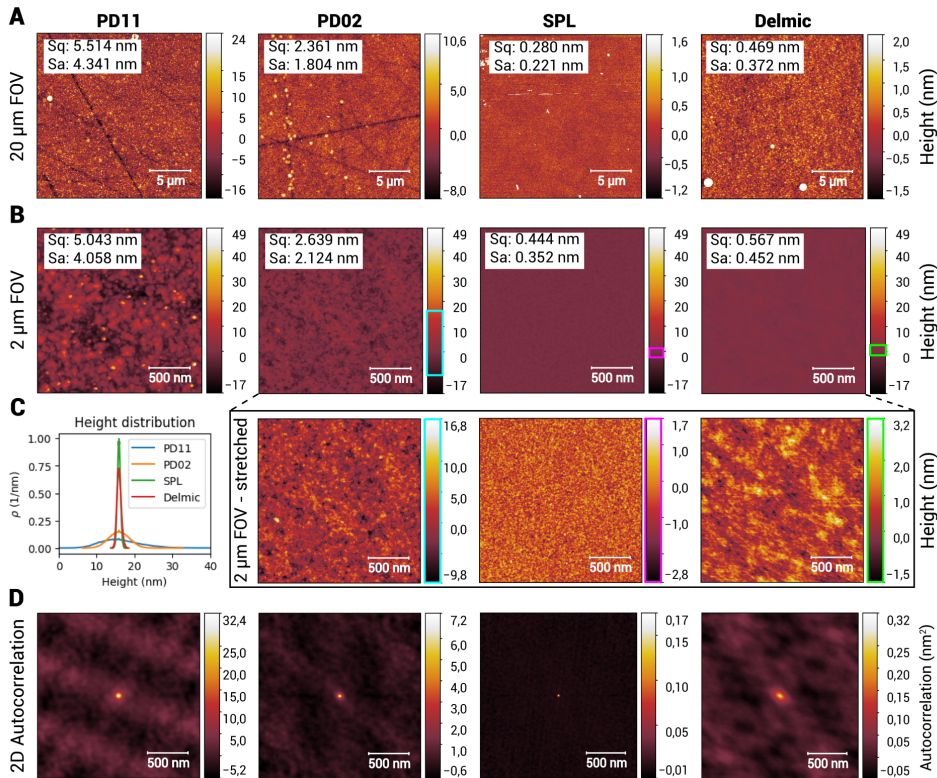 A
PD11
PD02
SPL
Delmic
20 µm FOV
Sq: 5.514 nm
Sa: 4.341 nm
5 µm
24
15
10
5
0
−5
−16
Sq: 2.361 nm
Sa: 1.804 nm
5 µm
10,6
5,0
0,0
−8,0
Sq: 0.280 nm
Sa: 0.221 nm
5 µm
1,6
1,0
0,5
0,0
−0,5
−1,2
Sq: 0.469 nm
Sa: 0.372 nm
5 µm
2,0
1,0
0,5
0,0
−0,5
−1,5
Height (nm)
B
2 µm FOV
Sq: 5.043 nm
Sa: 4.058 nm
500 nm
49
40
30
20
10
0
−17
Sq: 2.639 nm
Sa: 2.124 nm
500 nm
49
40
30
20
10
0
−17
Sq: 0.444 nm
Sa: 0.352 nm
500 nm
49
40
30
20
10
0
−17
Sq: 0.567 nm
Sa: 0.452 nm
500 nm
49
40
30
20
10
0
−17
Height (nm)
C
Height distribution
ρ (1/nm)
1.00
0.75
0.50
0.25
0.00
PD11
PD02
SPL
Delmic
0 10 20 30 40
Height (nm)
2 µm FOV - stretched
500 nm
16,8
10,0
5,0
0,0
−9,8
500 nm
1,7
1,0
0,0
−1,0
−2,8
500 nm
3,2
2,0
1,0
0,0
−1,5
Height (nm)
D
2D Autocorrelation
500 nm
32,4
25,0
20,0
15,0
10,0
5,0
−5,2
500 nm
7,2
6,0
5,0
4,0
3,0
2,0
1,0
−0,6
500 nm
0,17
0,15
0,10
0,05
−0,01
500 nm
0,32
0,25
0,20
0,15
0,10
0,05
−0,05
Autocorrelation (nm²)